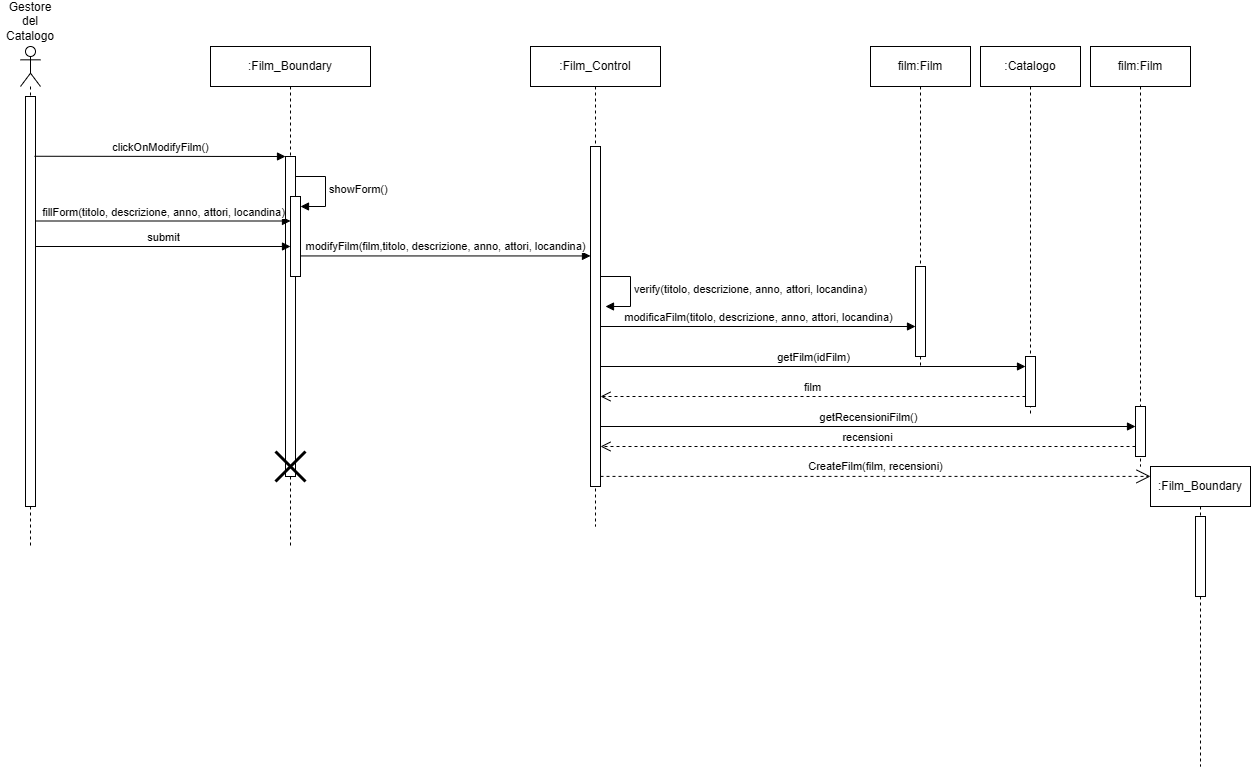 Gestore
del
Catalogo
:Film_Boundary
:Film_Control
film:Film
:Catalogo
film:Film
clickOnModifyFilm()
showForm()
fillForm(titolo, descrizione, anno, attori, locandina)
submit
modifyFilm(film,titolo, descrizione, anno, attori, locandina)
verify(titolo, descrizione, anno, attori, locandina)
modificaFilm(titolo, descrizione, anno, attori, locandina)
getFilm(idFilm)
film
getRecensioniFilm()
recensioni
CreateFilm(film, recensioni)
:Film_Boundary